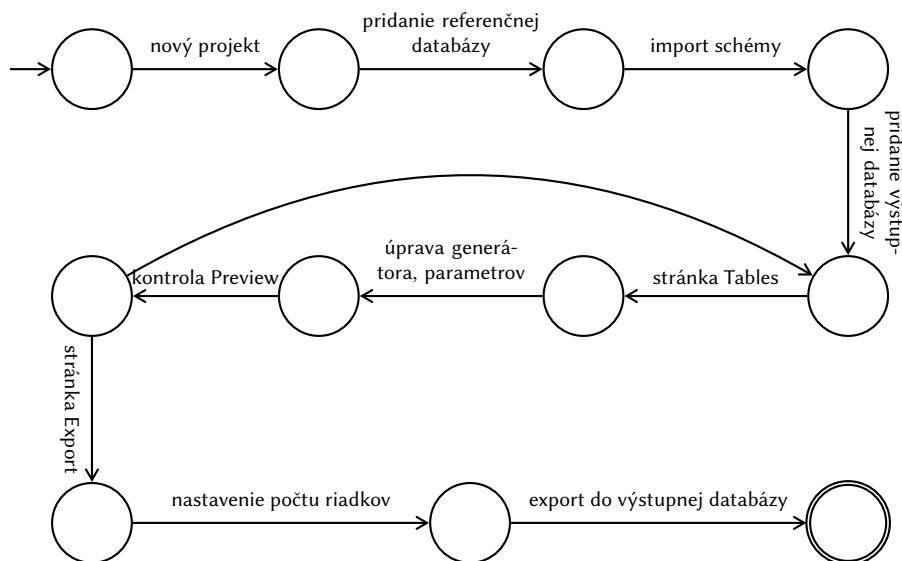 nový projekt
pridanie referenčnej
databázy
import schémy
pridanie výstup-
nej databázy
stránka Tables
úprava generá-
tora, parametrov
kontrola Preview
stránka Export
nastavenie počtu riadkov
export do výstupnej databázy